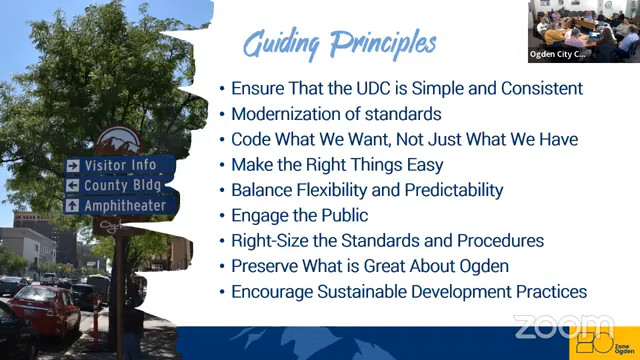 Guiding Principles
Ogden City C...
• Ensure That the UDC is Simple and Consistent
• Modernization of standards
• Code What We Want, Not Just What We Have
• Make the Right Things Easy
• Balance Flexibility and Predictability
• Engage the Public
• Right-Size the Standards and Procedures
• Preserve What is Great About Ogden
• Encourage Sustainable Development Practices
Visitor Info
County Bldg
Amphitheater
zoom
Zone
Ogden